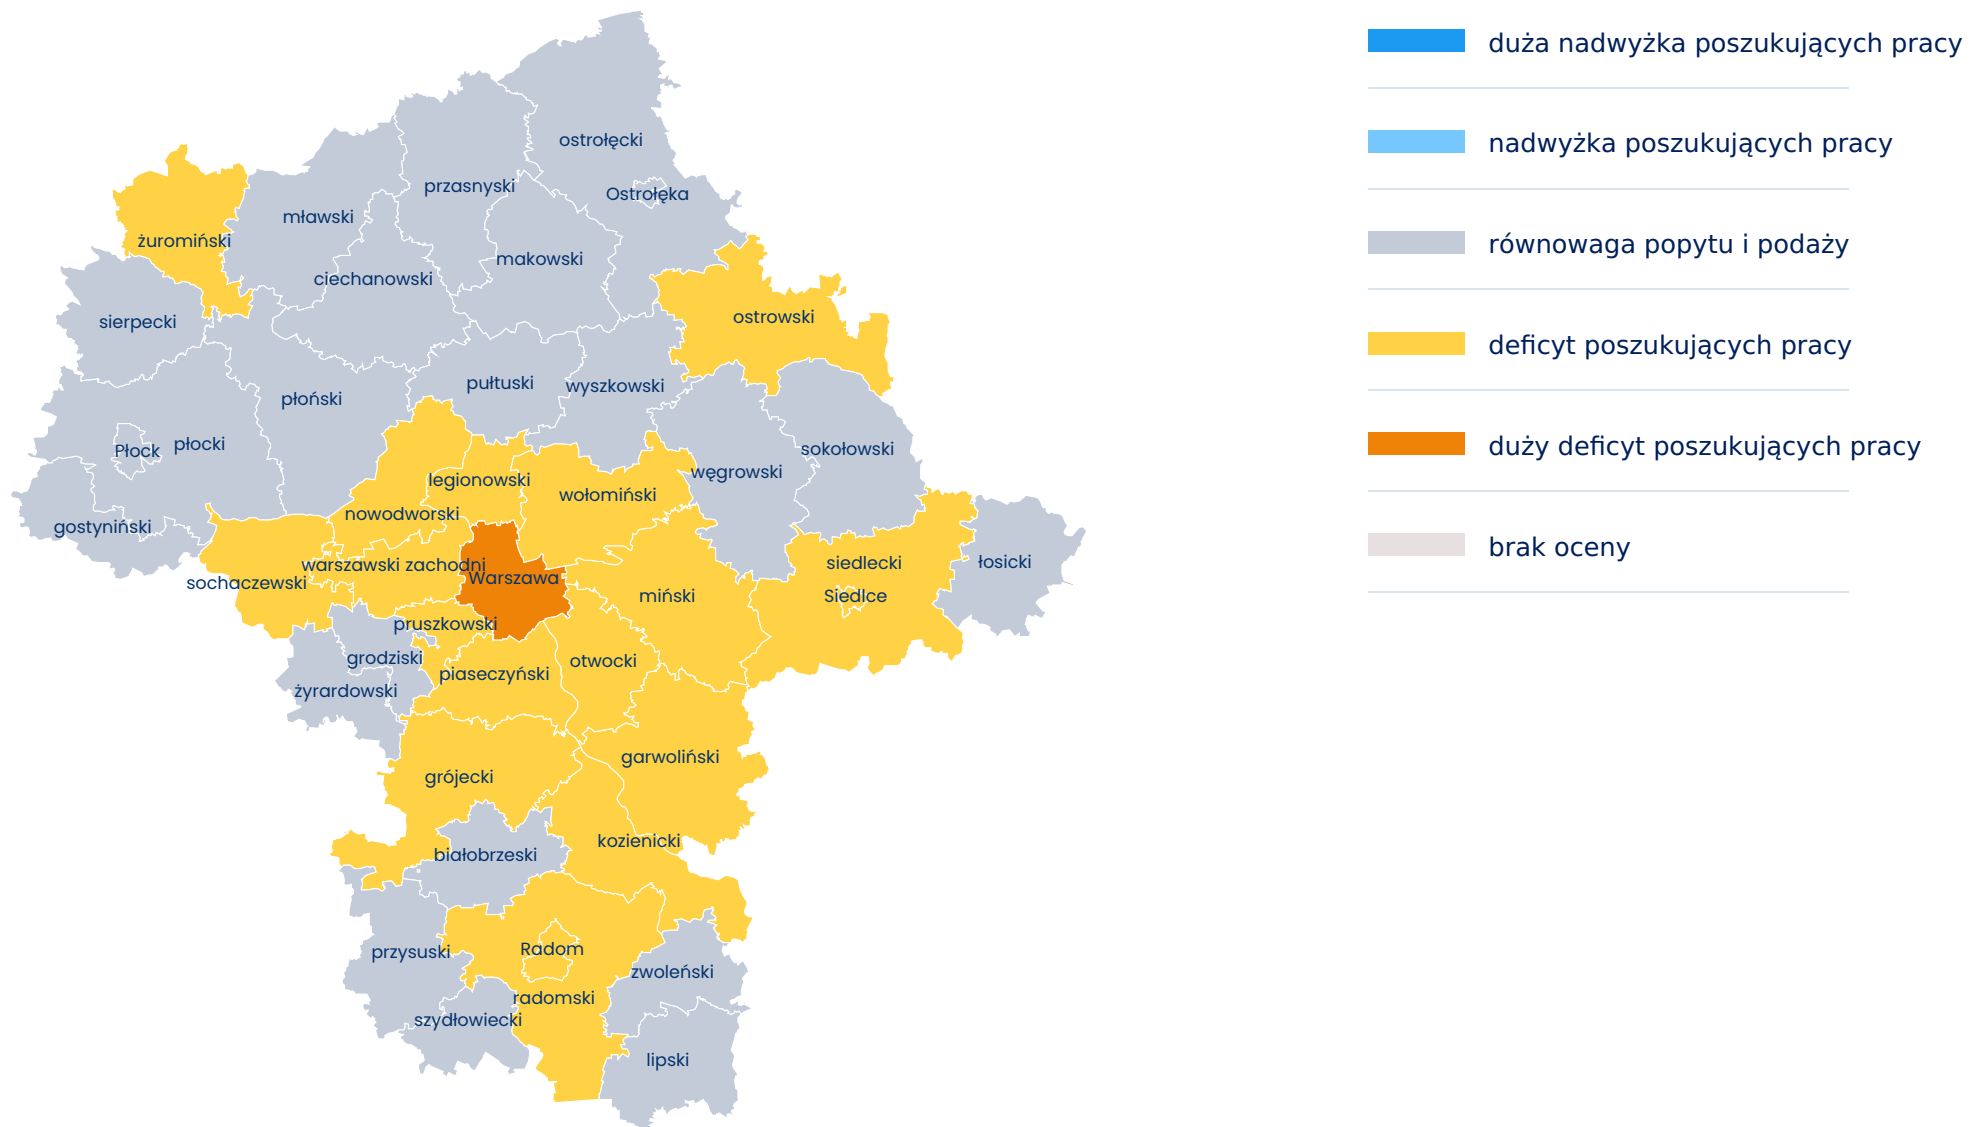 ostrołęcki
przasnyski
Ostrołęka
mławski
żuromiński
makowski
ciechanowski
ostrowski
sierpecki
pułtuski
wyszkowski
płoński
płocki
Płock
sokołowski
węgrowski
legionowski
wołomiński
nowodworski
gostyniński
siedlecki
łosicki
warszawski zachodni
Warszawa
sochaczewski
miński
Siedlce
pruszkowski
grodziski
otwocki
piaseczyński
żyrardowski
garwoliński
grójecki
kozienicki
białobrzeski
Radom
przysuski
zwoleński
radomski
szydłowiecki
lipski
duża nadwyżka poszukujących pracy
nadwyżka poszukujących pracy
równowaga popytu i podaży
deficyt poszukujących pracy
duży deficyt poszukujących pracy
brak oceny